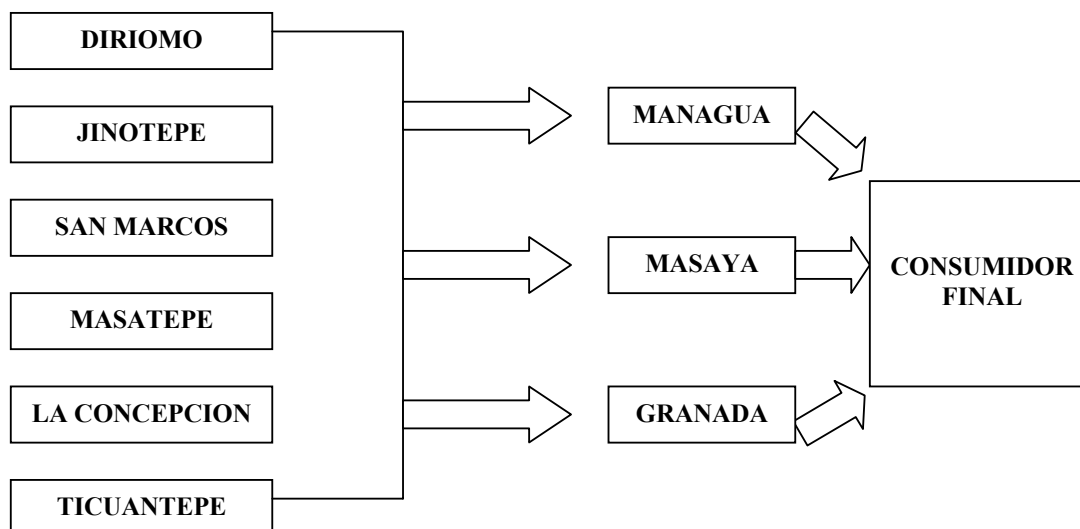 DIRIOMO
JINOTEPE
SAN MARCOS
MASATEPE
LA CONCEPCION
TICUANTEPE
MANAGUA
MASAYA
GRANADA
CONSUMIDOR
FINAL